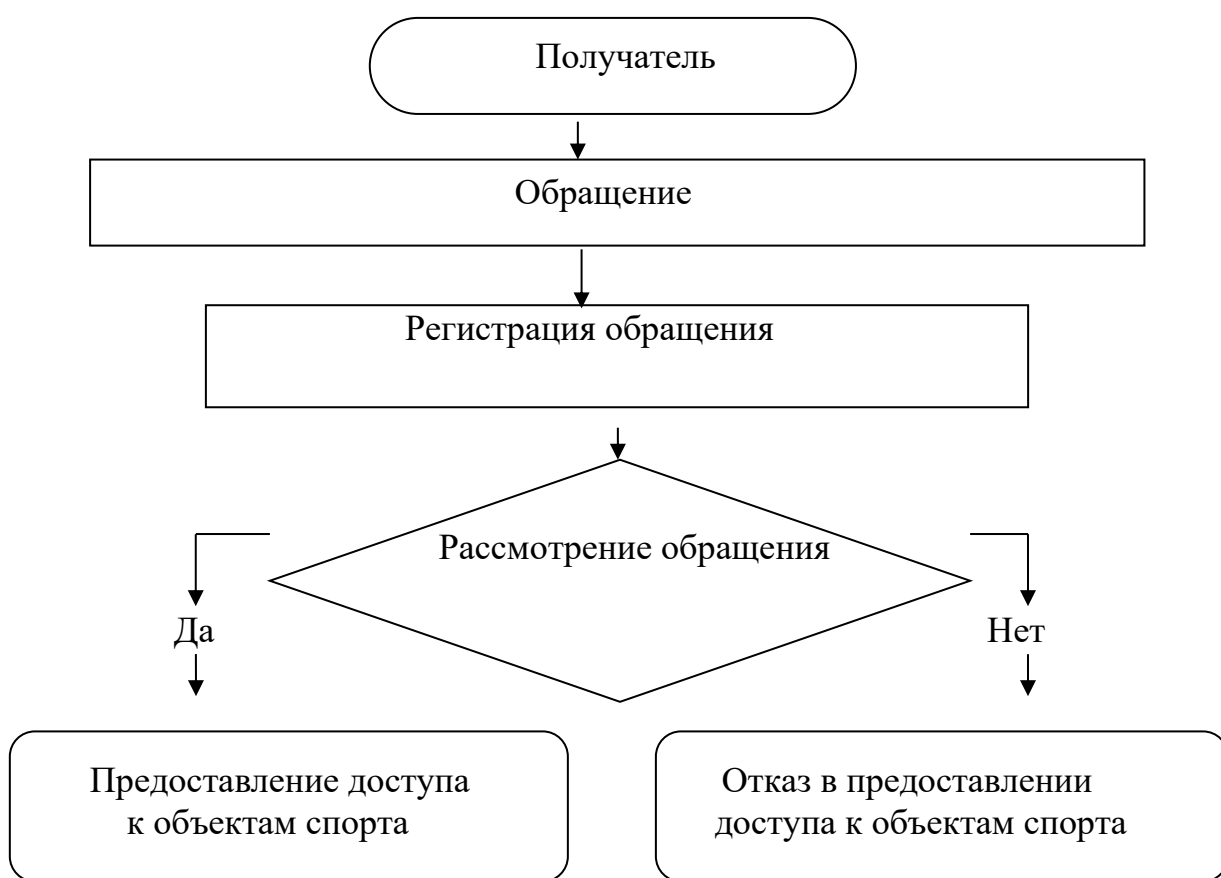 Получатель
Обращение
Регистрация обращения
Рассмотрение обращения
Да
Нет
Предоставление доступа
к объектам спорта
Отказ в предоставлении
доступа к объектам спорта